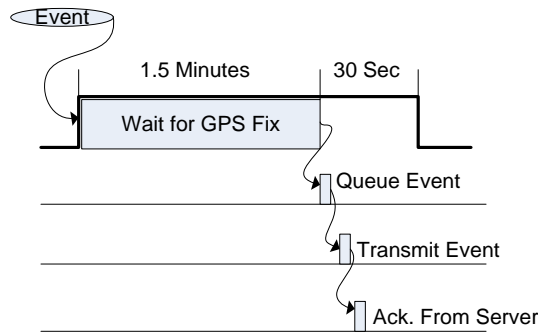 Event
1.5 Minutes
30 Sec
Wait for GPS Fix
Queue Event
Transmit Event
Ack. From Server